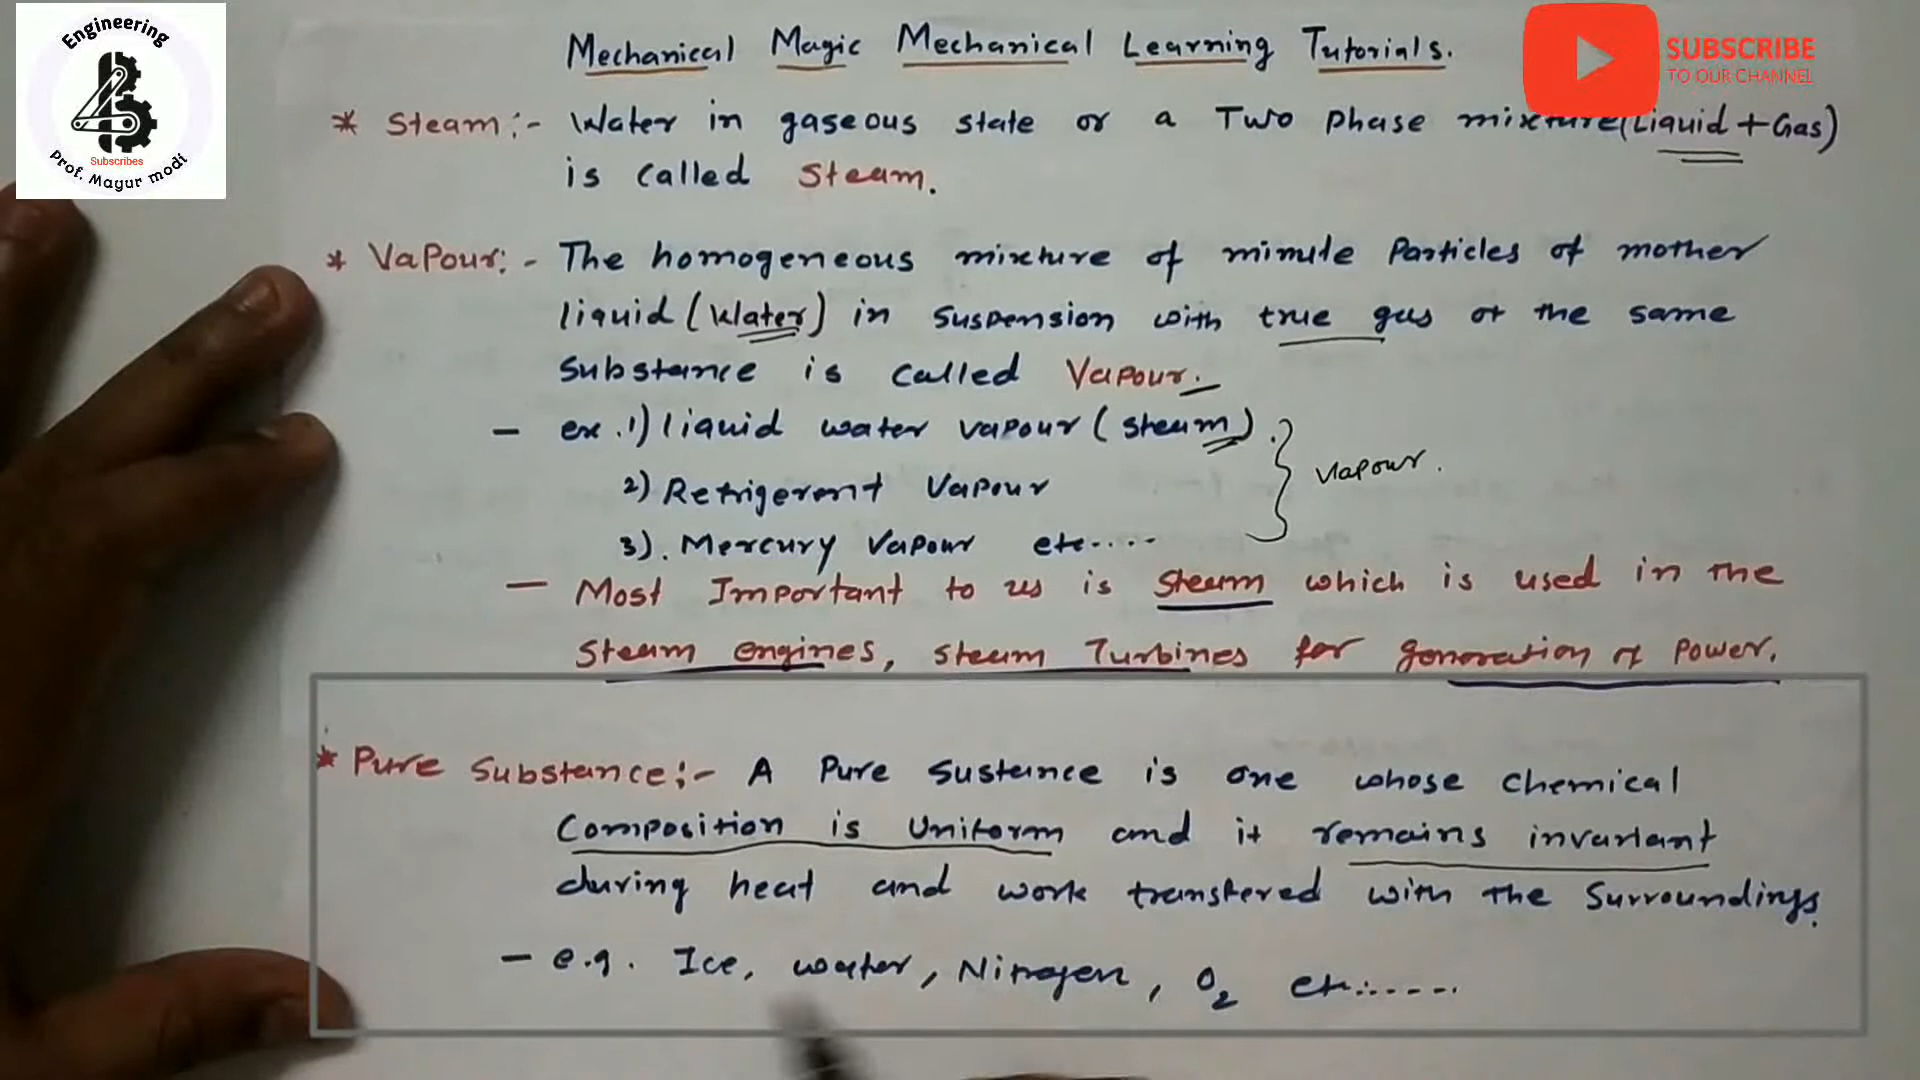 Engineering
Subscribes
Prof. Mayur modi
Mechanical Magic Mechanical Learning Tutorials.
SUBSCRIBE
TO OUR CHANNEL
* Steam:- Water in gaseous state or a Two phase mixture(Liquid+Gas)
is called Steam.
* Vapour:- The homogeneous mixture of minute Particles of mother
liquid (Water) in suspension with true gas of the same
Substance is called Vapour.
- ex.1) liquid water vapour (steam).
Vapour.
2) Refrigerant Vapour
3). Mercury Vapour etc....
- Most Important to us is Steam which is used in the
Steam engines, Steam Turbines for generation of power.
* Pure Substance:- A Pure Sustance is one whose chemical
Composition is Uniform and it remains invariant
during heat and work transfered with the Surroundings.
- e.g. Ice, water, Nitrogen, O2 etc......